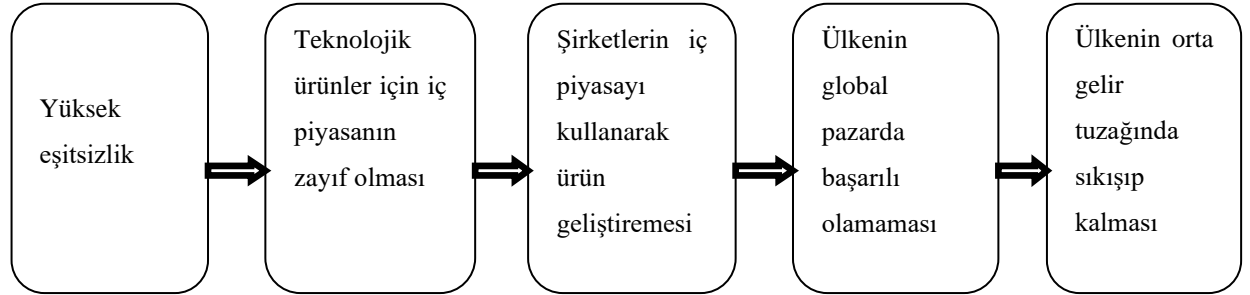 Yüksek
eşitsizlik
Teknolojik
ürünler için iç
piyasanın
zayıf olması
Şirketlerin iç
piyasayı
kullanarak
ürün
geliştiremesi
Ülkenin
global
pazarda
başarılı
olamaması
Ülkenin orta
gelir
tuzağında
sıkışıp
kalması